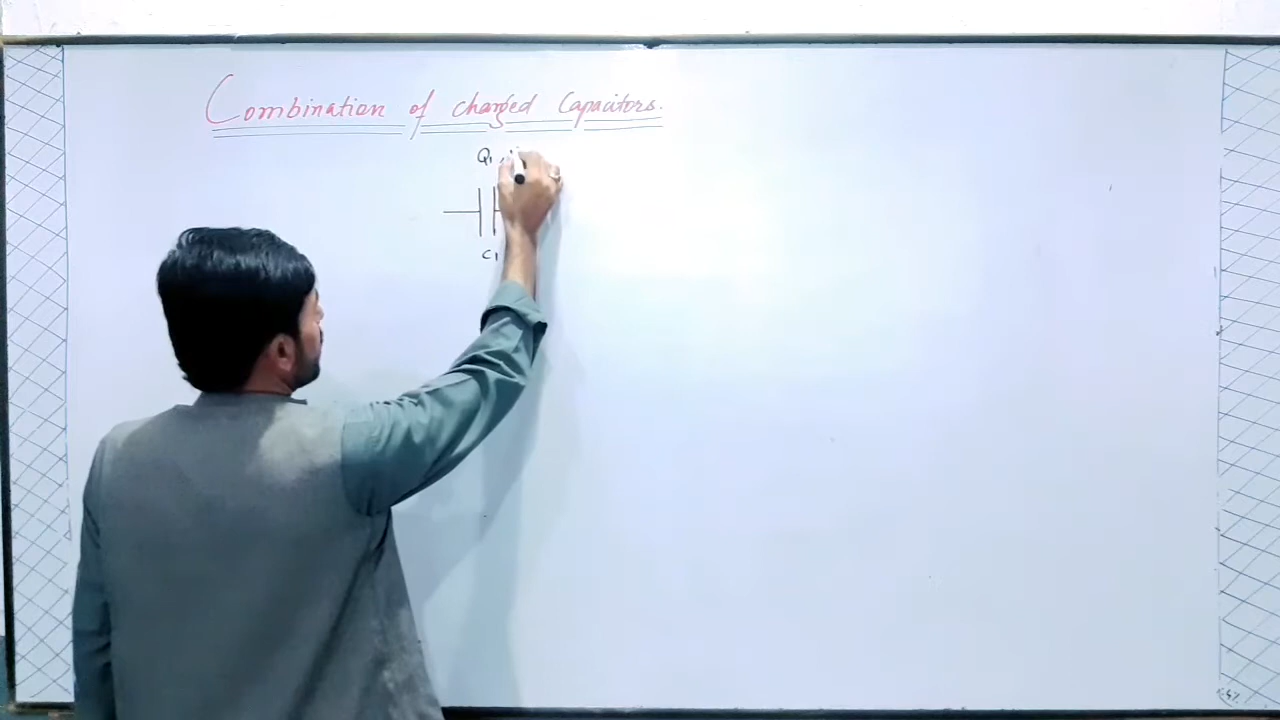 Combination of charged Capacitors.
Q₁,
C₁